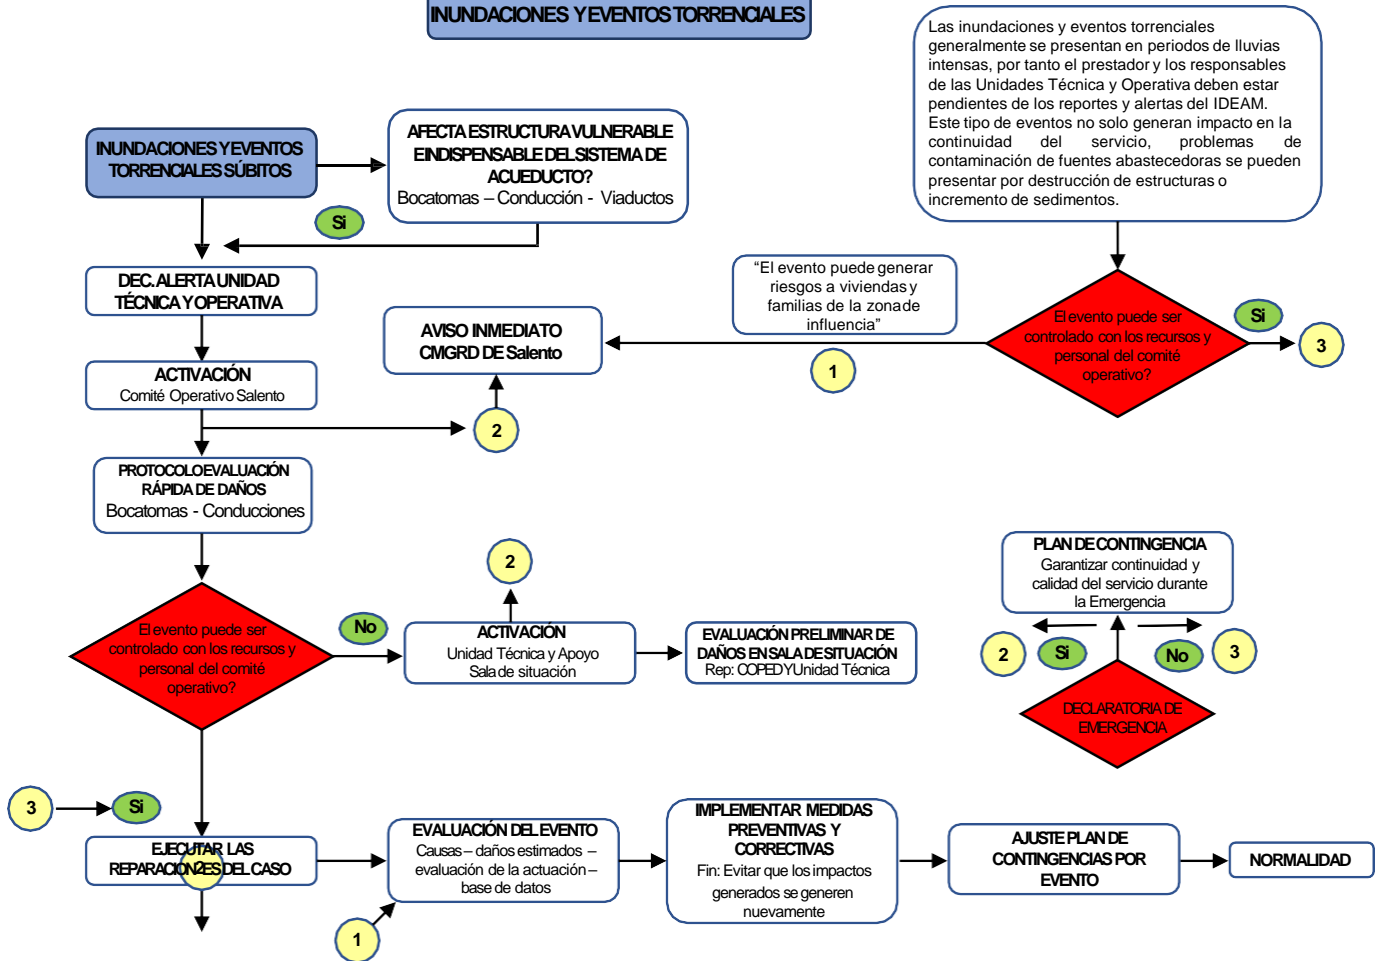 INUNDACIONES Y EVENTOS TORRENCIALES
Las inundaciones y eventos torrenciales
generalmente se presentan en periodos de lluvias
intensas, por tanto el prestador y los responsables
de las Unidades Técnica y Operativa deben estar
pendientes de los reportes y alertas del IDEAM.
Este tipo de eventos no solo generan impacto en la
continuidad del servicio, problemas de
contaminación de fuentes abastecedoras se pueden
presentar por destrucción de estructuras o
incremento de sedimentos.
INUNDACIONES Y EVENTOS
TORRENCIALES SÚBITOS
AFECTA ESTRUCTURA VULNERABLE
E INDISPENSABLE DEL SISTEMA DE
ACUEDUCTO?
Bocatomas – Conducción - Viaductos
Si
DEC. ALERTA UNIDAD
TÉCNICA Y OPERATIVA
"El evento puede generar
riesgos a viviendas y
familias de la zona de
influencia"
AVISO INMEDIATO
CMGRD DE Salento
1
El evento puede ser
controlado con los recursos y
personal del comité
operativo?
Si
3
ACTIVACIÓN
Comité Operativo Salento
2
PROTOCOLO EVALUACIÓN
RÁPIDA DE DAÑOS
Bocatomas - Conducciones
El evento puede ser
controlado con los recursos y
personal del comité
operativo?
No
2
ACTIVACIÓN
Unidad Técnica y Apoyo
Sala de situación
EVALUACIÓN PRELIMINAR DE
DAÑOS EN SALA DE SITUACIÓN
Rep: COPED Y Unidad Técnica
PLAN DE CONTINGENCIA
Garantizar continuidad y
calidad del servicio durante
la Emergencia
2
Si
No
3
DECLARATORIA DE
EMERGENCIA
3
Si
EJECUTAR LAS
REPARACIONES DEL CASO
2
EVALUACIÓN DEL EVENTO
Causas – daños estimados –
evaluación de la actuación –
base de datos
1
IMPLEMENTAR MEDIDAS
PREVENTIVAS Y
CORRECTIVAS
Fin: Evitar que los impactos
generados se generen
nuevamente
AJUSTE PLAN DE
CONTINGENCIAS POR
EVENTO
NORMALIDAD